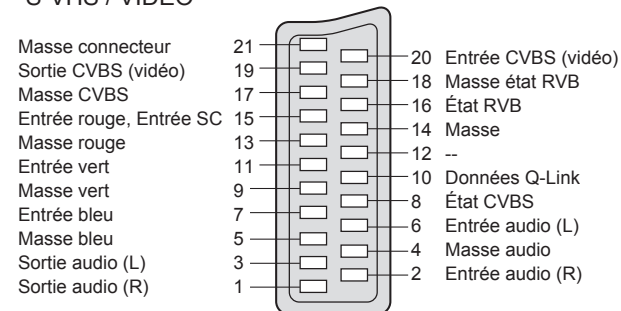 S VHS / VIDEO
Masse connecteur 21
Sortie CVBS (vidéo) 19
Masse CVBS 17
Entrée rouge, Entrée SC 15
Masse rouge 13
Entrée vert 11
Masse vert 9
Entrée bleu 7
Masse bleu 5
Sortie audio (L) 3
Sortie audio (R) 1
20 Entrée CVBS (vidéo)
18 Masse état RVB
16 État RVB
14 Masse
12 --
10 Données Q-Link
8 État CVBS
6 Entrée audio (L)
4 Masse audio
2 Entrée audio (R)